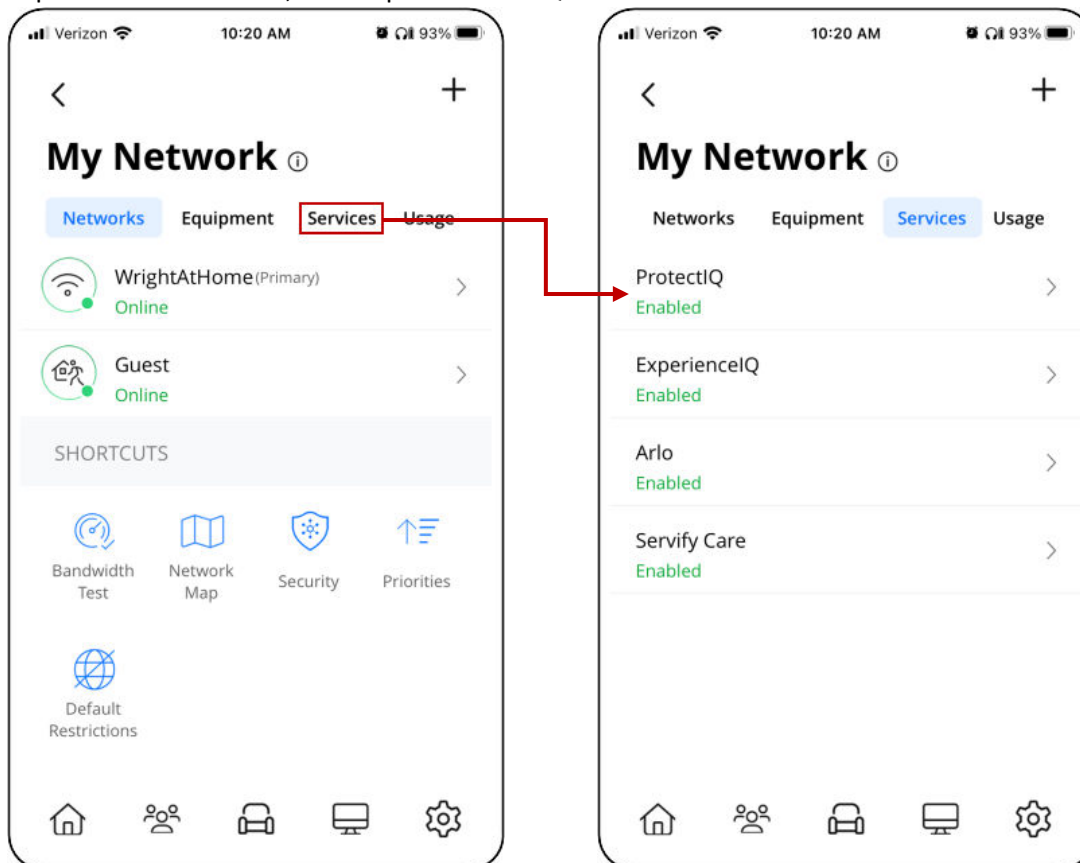 Verizon 10:20 AM 93%
My Network
Networks Equipment Services Usage
WrightAtHome (Primary)
Online
Guest
Online
SHORTCUTS
Bandwidth Test
Network Map
Security
Priorities
Default Restrictions
Verizon 10:20 AM 93%
My Network
Networks Equipment Services Usage
ProtectIQ
Enabled
ExperienceIQ
Enabled
Arlo
Enabled
Servify Care
Enabled